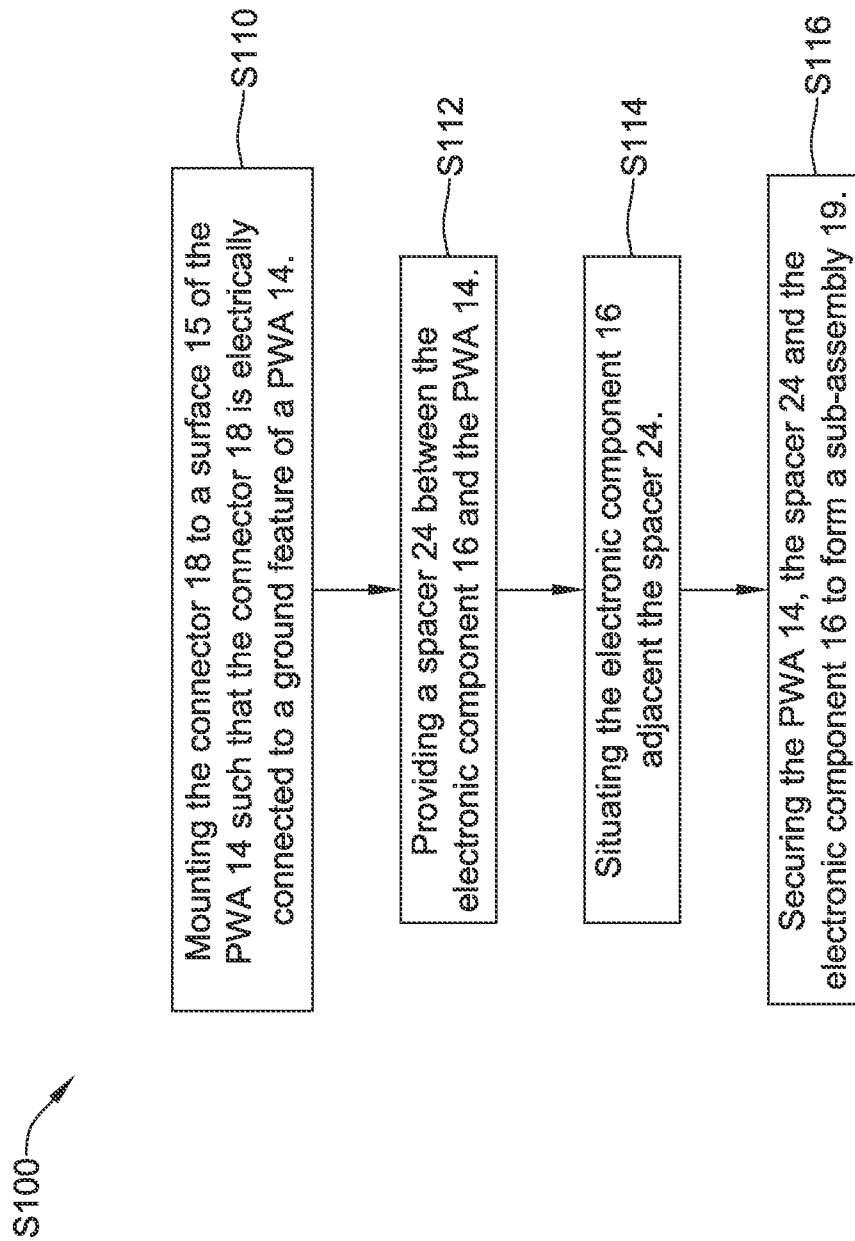 S100
Mounting the connector 18 to a surface 15 of the
PWA 14 such that the connector 18 is electrically
connected to a ground feature of a PWA 14.
S110
Providing a spacer 24 between the
electronic component 16 and the PWA 14.
S112
Situating the electronic component 16
adjacent the spacer 24.
S114
Securing the PWA 14, the spacer 24 and the
electronic component 16 to form a sub-assembly 19.
S116